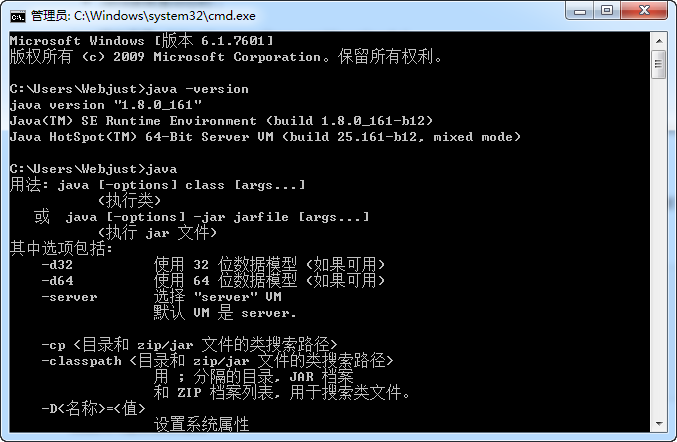 管理员: C:\Windows\system32\cmd.exe
Microsoft Windows [版本 6.1.7601]
版权所有 (c) 2009 Microsoft Corporation。保留所有权利。
C:\Users\Webjust>java -version
java version "1.8.0_161"
Java(TM) SE Runtime Environment (build 1.8.0_161-b12)
Java HotSpot(TM) 64-Bit Server VM (build 25.161-b12, mixed mode)
C:\Users\Webjust>java
用法: java [-options] class [args...]
(执行类)
或 java [-options] -jar jarfile [args...]
(执行 jar 文件)
其中选项包括:
-d32 使用 32 位数据模型 (如果可用)
-d64 使用 64 位数据模型 (如果可用)
-server 选择 "server" VM
默认 VM 是 server.
-cp <目录和 zip/jar 文件的类搜索路径>
-classpath <目录和 zip/jar 文件的类搜索路径>
用 ; 分隔的目录, JAR 档案
和 ZIP 档案列表, 用于搜索类文件。
-D<名称>=<值>
设置系统属性